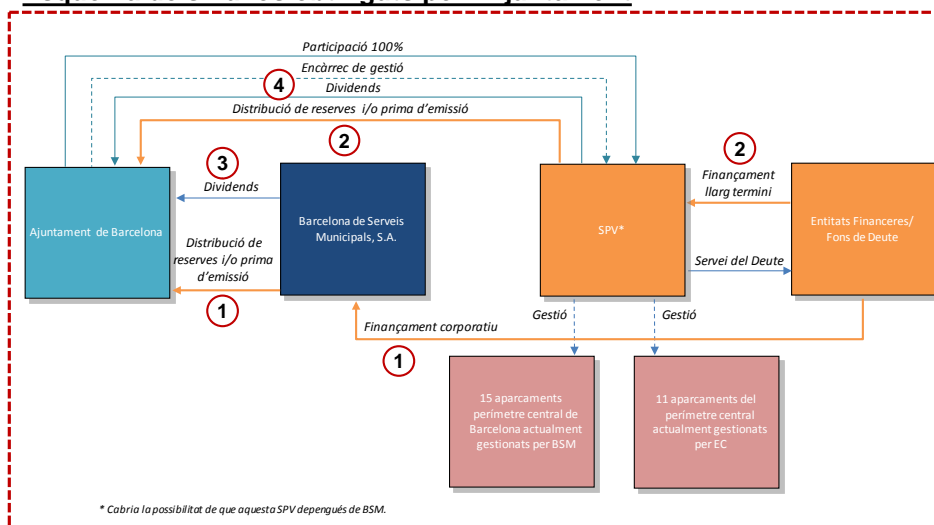 Participació 100%
Encàrrec de gestió
4
Dividends
Distribució de reserves i/o prima d'emissió
2
2
3
Dividends
Finançament
llarg termini
Ajuntament de Barcelona
Barcelona de Serveis
Municipals, S.A.
SPV*
Entitats Financeres/
Fons de Deute
Distribució de
reserves i/o prima
d'emissió
Servei del Deute
1
Gestió
Gestió
Finançament corporatiu
1
15 aparcaments
perímetre central de
Barcelona actualment
gestionats per BSM
11 aparcaments del
perímetre central
actualment gestionats
per EC
* Cabria la possibilitat de que aquesta SPV depengués de BSM.